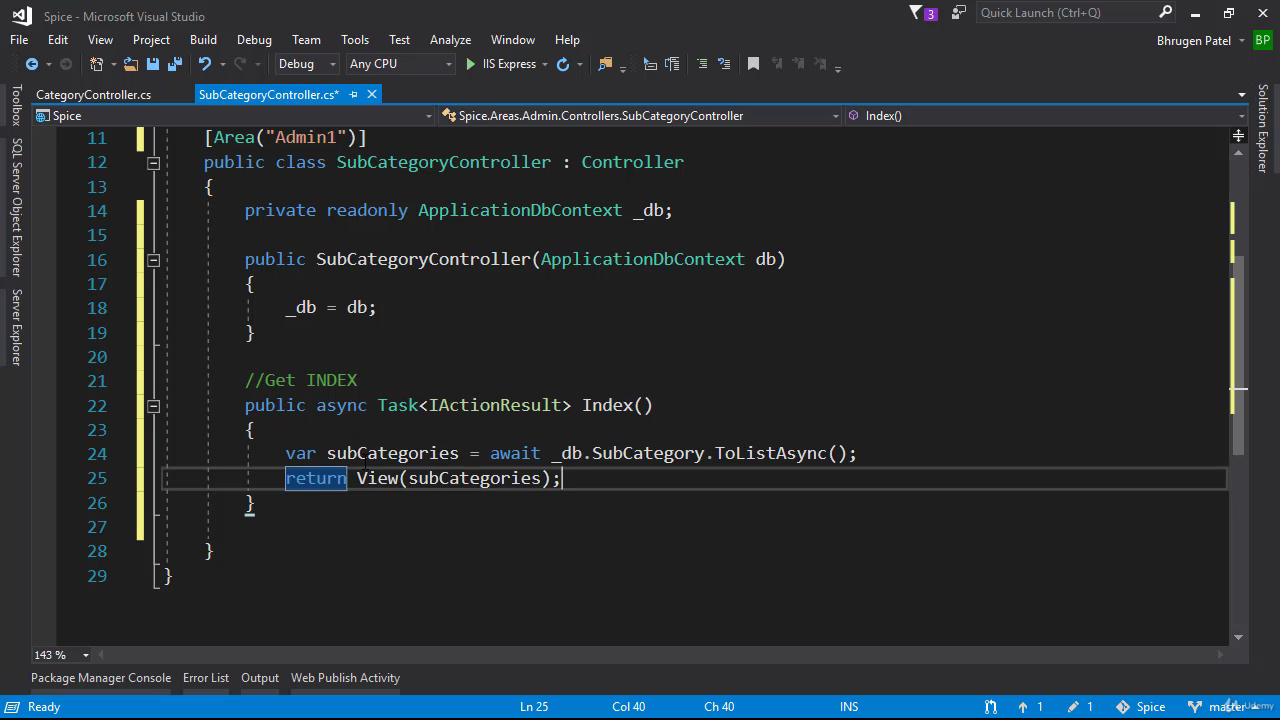 Spice - Microsoft Visual Studio
3
Quick Launch (Ctrl+Q)
File Edit View Project Build Debug Team Tools Test Analyze Window Help
Bhrugen Patel BP
Debug Any CPU IIS Express
CategoryController.cs SubCategoryController.cs*
Spice Spice.Areas.Admin.Controllers.SubCategoryController Index()
Toolbox
SQL Server Object Explorer
Server Explorer
Solution Explorer
11 [Area("Admin1")]
12 public class SubCategoryController : Controller
13 {
14 private readonly ApplicationDbContext _db;
15
16 public SubCategoryController(ApplicationDbContext db)
17 {
18 _db = db;
19 }
20
21 //Get INDEX
22 public async Task<IActionResult> Index()
23 {
24 var subCategories = await _db.SubCategory.ToListAsync();
25 return View(subCategories);
26 }
27
28 }
29 }
143 %
Package Manager Console Error List Output Web Publish Activity
Ready Ln 25 Col 40 Ch 40 INS 1 1 Spice master
Udemy